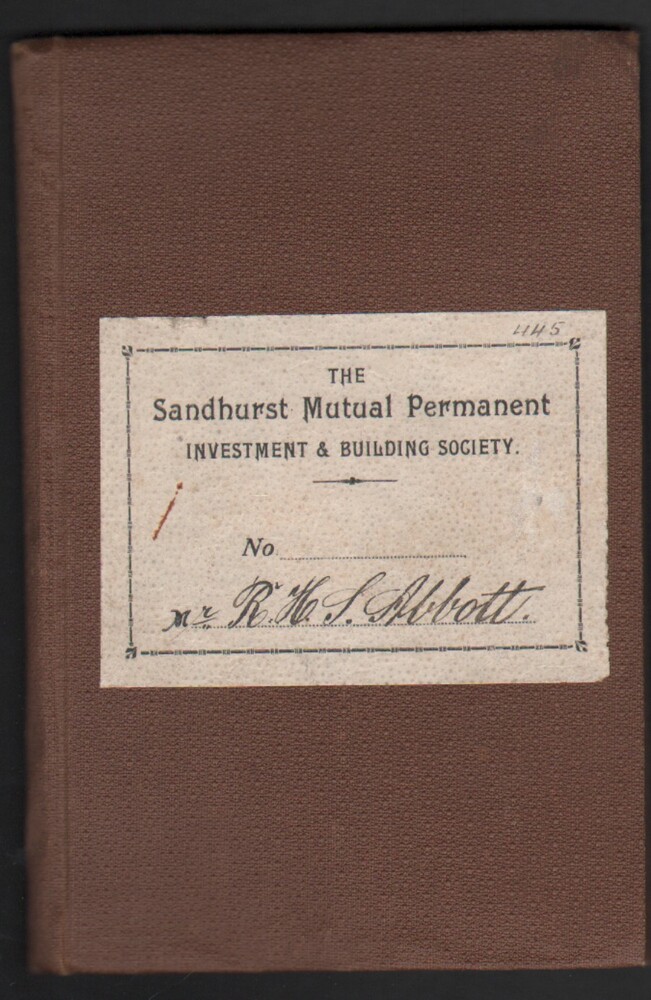 445
THE
Sandhurst Mutual Permanent
INVESTMENT & BUILDING SOCIETY.
No
Mr R. H. S. Abbott.